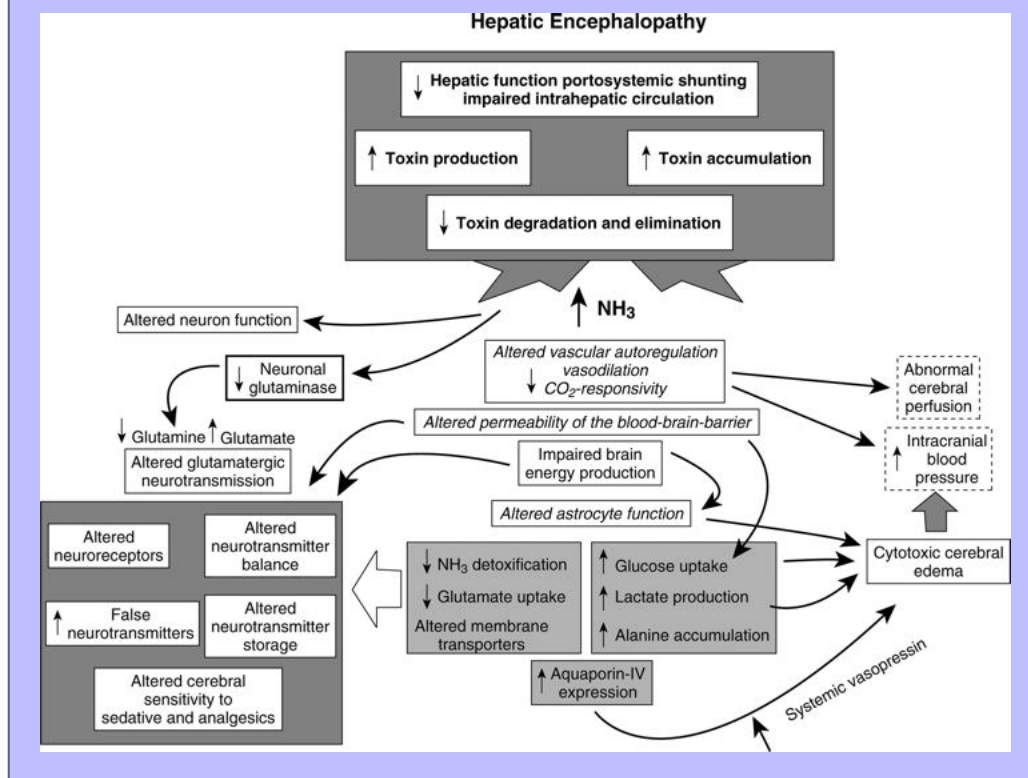 Hepatic Encephalopathy
↓ Hepatic function portosystemic shunting
impaired intrahepatic circulation
↑ Toxin production
↑ Toxin accumulation
↓ Toxin degradation and elimination
↑ NH₃
Altered neuron function
↓ Neuronal
glutaminase
Altered vascular autoregulation
vasodilation
↓ CO₂-responsivity
Abnormal
cerebral
perfusion
Altered permeability of the blood-brain-barrier
↓ Glutamine ↑ Glutamate
Altered glutamatergic
neurotransmission
Impaired brain
energy production
↑ Intracranial
blood
pressure
Altered astrocyte function
Altered
neuroreceptors
Altered
neurotransmitter
balance
↑ False
neurotransmitters
Altered
neurotransmitter
storage
Altered cerebral
sensitivity to
sedative and analgesics
↓ NH₃ detoxification
↓ Glutamate uptake
Altered membrane
transporters
↑ Glucose uptake
↑ Lactate production
↑ Alanine accumulation
Cytotoxic cerebral
edema
↑ Aquaporin-IV
expression
Systemic vasopressin